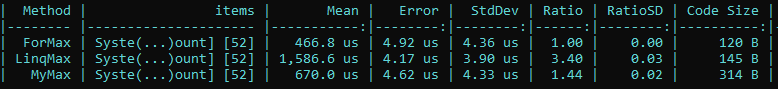 | Method | items | Mean | Error | StdDev | Ratio | RatioSD | Code Size |
|--------- |--------------------- |-----------:|--------:|--------:|------:|--------:|----------:|
| ForMax | Syste(...)ount] [52] | 466.8 us | 4.92 us | 4.36 us | 1.00 | 0.00 | 120 B |
| LinqMax | Syste(...)ount] [52] | 1,586.6 us | 4.17 us | 3.90 us | 3.40 | 0.03 | 145 B |
| MyMax | Syste(...)ount] [52] | 670.0 us | 4.62 us | 4.33 us | 1.44 | 0.02 | 314 B |